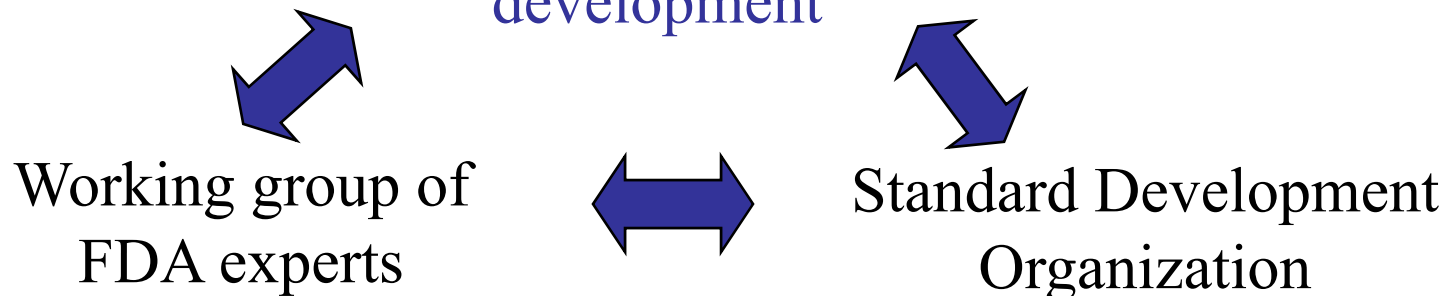 development
Working group of
FDA experts
Standard Development
Organization